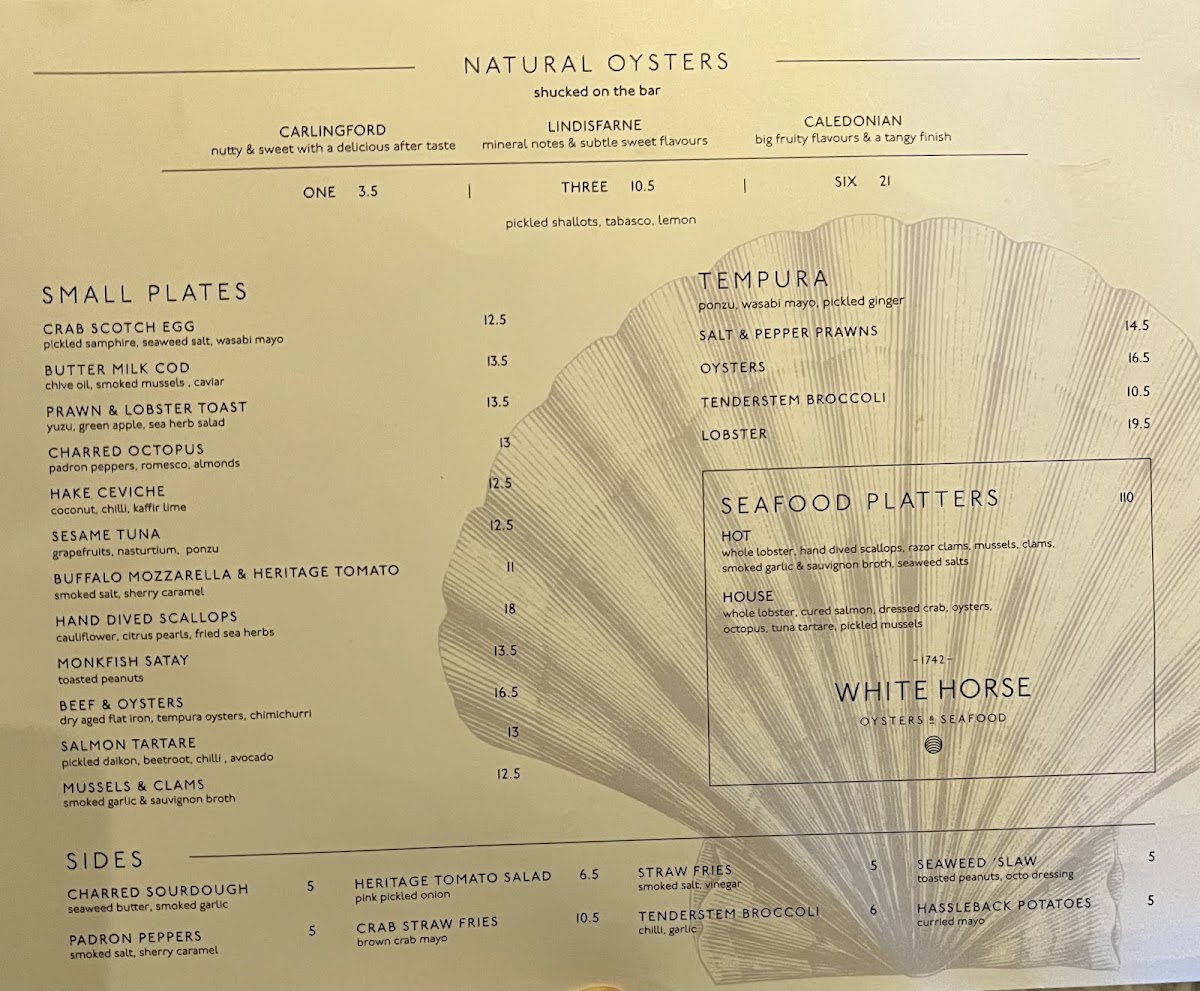 NATURAL OYSTERS
shucked on the bar
CARLINGFORD
nutty & sweet with a delicious after taste
LINDISFARNE
mineral notes & subtle sweet flavours
CALEDONIAN
big fruity flavours & a tangy finish
ONE 3.5 | THREE 10.5 | SIX 21
pickled shallots, tabasco, lemon
SMALL PLATES
CRAB SCOTCH EGG 12.5
pickled samphire, seaweed salt, wasabi mayo
BUTTER MILK COD 13.5
chive oil, smoked mussels , caviar
PRAWN & LOBSTER TOAST 13.5
yuzu, green apple, sea herb salad
CHARRED OCTOPUS 13
padron peppers, romesco, almonds
HAKE CEVICHE 12.5
coconut, chilli, kaffir lime
SESAME TUNA 12.5
grapefruits, nasturtium, ponzu
BUFFALO MOZZARELLA & HERITAGE TOMATO 11
smoked salt, sherry caramel
HAND DIVED SCALLOPS 18
cauliflower, citrus pearls, fried sea herbs
MONKFISH SATAY 13.5
toasted peanuts
BEEF & OYSTERS 16.5
dry aged flat iron, tempura oysters, chimichurri
SALMON TARTARE 13
pickled daikon, beetroot, chilli , avocado
MUSSELS & CLAMS 12.5
smoked garlic & sauvignon broth
TEMPURA
ponzu, wasabi mayo, pickled ginger
SALT & PEPPER PRAWNS 14.5
OYSTERS 16.5
TENDERSTEM BROCCOLI 10.5
LOBSTER 19.5
SEAFOOD PLATTERS 110
HOT
whole lobster, hand dived scallops, razor clams, mussels, clams,
smoked garlic & sauvignon broth, seaweed salts
HOUSE
whole lobster, cured salmon, dressed crab, oysters,
octopus, tuna tartare, pickled mussels
-1742-
WHITE HORSE
OYSTERS & SEAFOOD
SIDES
CHARRED SOURDOUGH 5
seaweed butter, smoked garlic
PADRON PEPPERS 5
smoked salt, sherry caramel
HERITAGE TOMATO SALAD 6.5
pink pickled onion
CRAB STRAW FRIES 10.5
brown crab mayo
STRAW FRIES 5
smoked salt, vinegar
TENDERSTEM BROCCOLI 6
chilli, garlic
SEAWEED 'SLAW 5
toasted peanuts, octo dressing
HASSLEBACK POTATOES 5
curried mayo